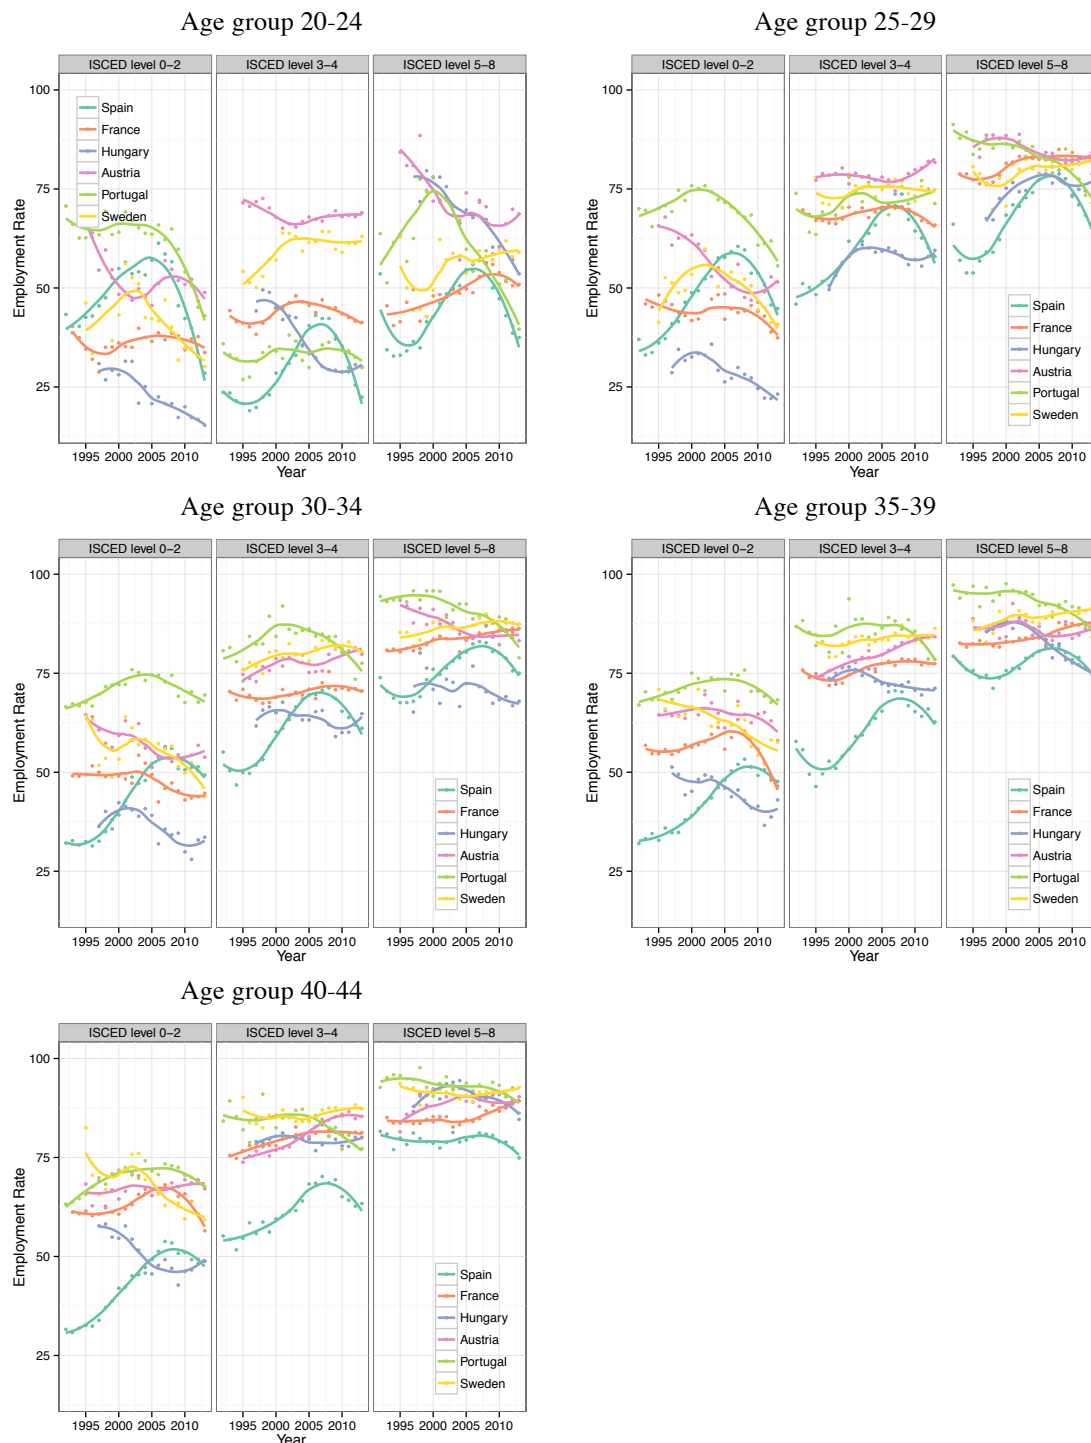 Age group 20-24
Age group 25-29
ISCED level 0–2 ISCED level 3–4 ISCED level 5–8
100
75
50
25
Employment Rate
Spain
France
Hungary
Austria
Portugal
Sweden
1995 2000 2005 2010 1995 2000 2005 2010 1995 2000 2005 2010
Year
ISCED level 0–2 ISCED level 3–4 ISCED level 5–8
100
75
50
25
Employment Rate
Spain
France
Hungary
Austria
Portugal
Sweden
1995 2000 2005 2010 1995 2000 2005 2010 1995 2000 2005 2010
Year
Age group 30-34
Age group 35-39
ISCED level 0–2 ISCED level 3–4 ISCED level 5–8
100
75
50
25
Employment Rate
Spain
France
Hungary
Austria
Portugal
Sweden
1995 2000 2005 2010 1995 2000 2005 2010 1995 2000 2005 2010
Year
ISCED level 0–2 ISCED level 3–4 ISCED level 5–8
100
75
50
25
Employment Rate
Spain
France
Hungary
Austria
Portugal
Sweden
1995 2000 2005 2010 1995 2000 2005 2010 1995 2000 2005 2010
Year
Age group 40-44
ISCED level 0–2 ISCED level 3–4 ISCED level 5–8
100
75
50
25
Employment Rate
Spain
France
Hungary
Austria
Portugal
Sweden
1995 2000 2005 2010 1995 2000 2005 2010 1995 2000 2005 2010
Year